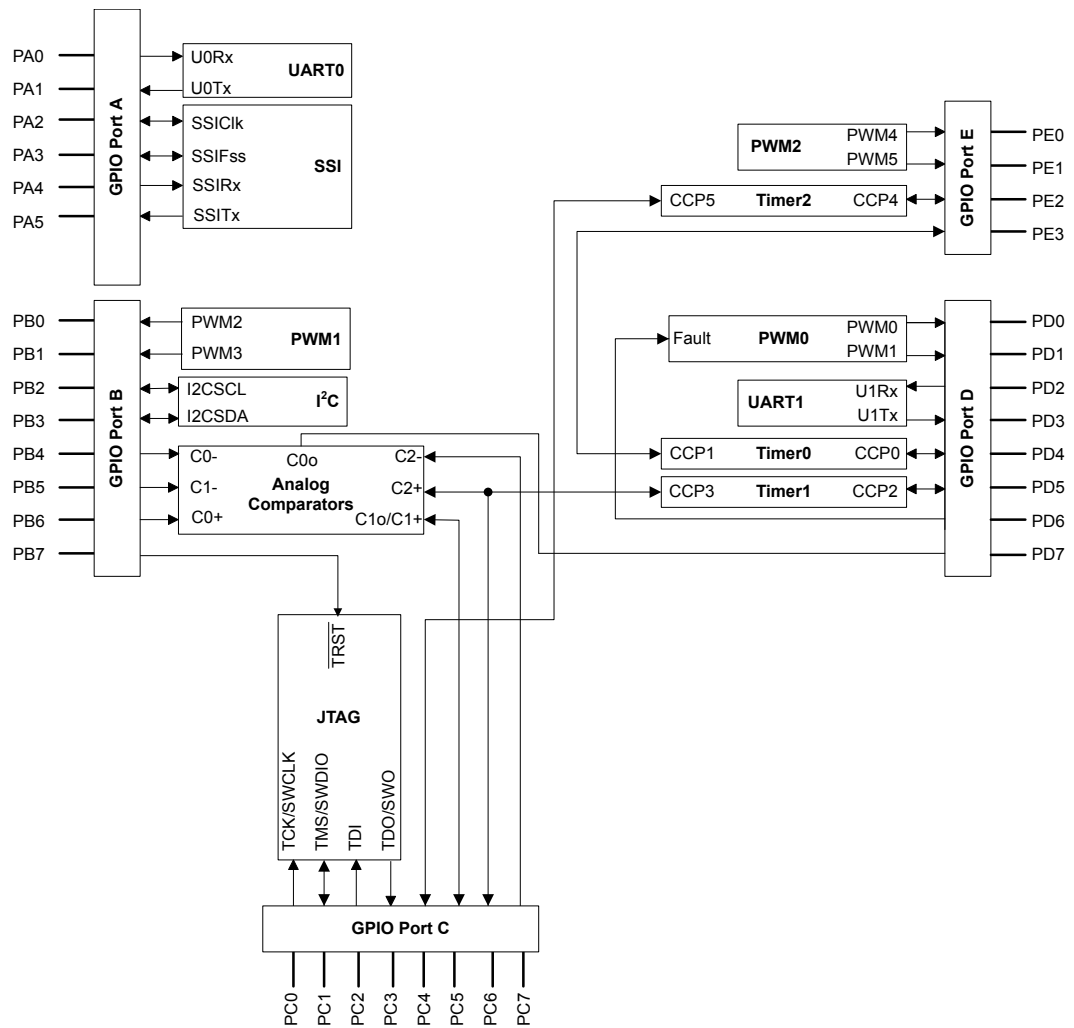 PA0
PA1
PA2
PA3
PA4
PA5
GPIO Port A
U0Rx
U0Tx
UART0
SSIClk
SSIFss
SSIRx
SSITx
SSI
PWM2
PWM4
PWM5
CCP5
Timer2
CCP4
GPIO Port E
PE0
PE1
PE2
PE3
PB0
PB1
PB2
PB3
PB4
PB5
PB6
PB7
GPIO Port B
PWM2
PWM3
PWM1
I2CSCL
I2CSDA
I²C
C0-
C1-
C0+
C0o
Analog
Comparators
C2-
C2+
C1o/C1+
Fault
PWM0
PWM0
PWM1
UART1
U1Rx
U1Tx
CCP1
Timer0
CCP0
CCP3
Timer1
CCP2
GPIO Port D
PD0
PD1
PD2
PD3
PD4
PD5
PD6
PD7
TRST
JTAG
TCK/SWCLK
TMS/SWDIO
TDI
TDO/SWO
GPIO Port C
PC0
PC1
PC2
PC3
PC4
PC5
PC6
PC7